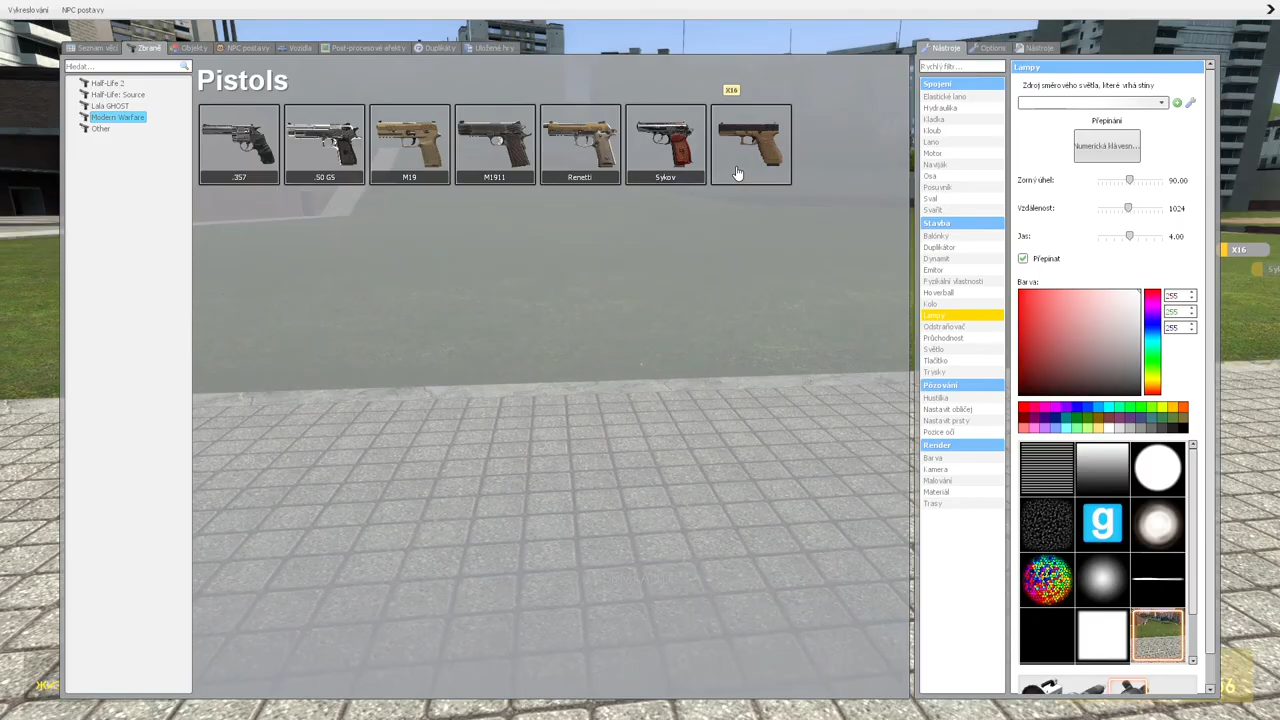 Vykreslování NPC postavy
Seznam věcí Zbraně Objekty NPC postavy Vozidla Post-procesové efekty Duplikáty Uložené hry
Hledat...
Half-Life 2
Half-Life: Source
Lala GHOST
Modern Warfare
Other
Pistols
X16
.357 .50 GS M19 M1911 Renetti Sykov
Nástroje Options Nástroje
Rychlý filtr...
Spojení
Elastické lano
Hydraulika
Kladka
Kloub
Lano
Motor
Naviják
Osa
Posuvník
Sval
Svařit
Stavba
Balónky
Duplikátor
Dynamit
Emitor
Fyzikální vlastnosti
Hoverball
Kolo
Lampy
Odstraňovač
Průchodnost
Světlo
Tlačítko
Trysky
Pózování
Hustilka
Nastavit obličej
Nastavit prsty
Pozice očí
Render
Barva
Kamera
Malování
Materiál
Trasy
Lampy
Zdroj směrového světla, které vrhá stíny
Přepínání
Numerická klávesn...
Zorný úhel: 90.00
Vzdálenost: 1024
Jas: 4.00
Přepínat
Barva:
255
255
255
g
X16